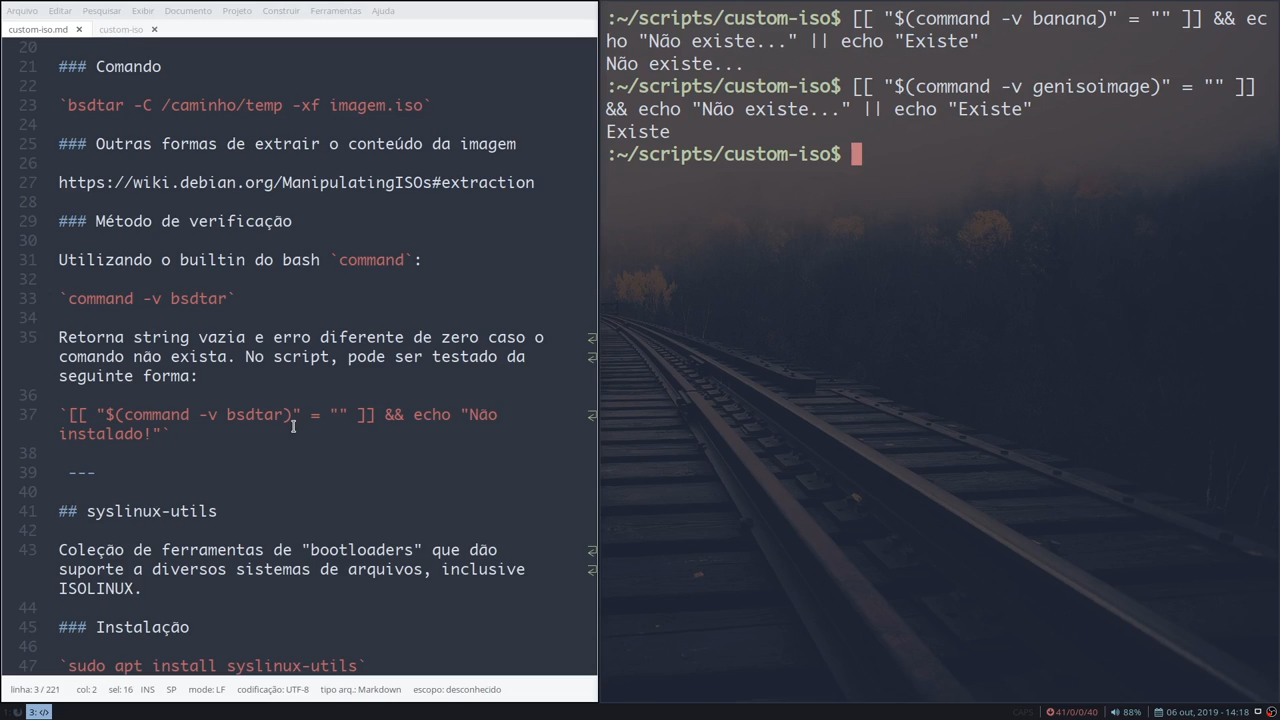 Arquivo Editar Pesquisar Exibir Documento Projeto Construir Ferramentas Ajuda
custom-iso.md × custom-iso ×
20
21 ### Comando
22
23 `bsdtar -C /caminho/temp -xf imagem.iso`
24
25 ### Outras formas de extrair o conteúdo da imagem
26
27 https://wiki.debian.org/ManipulatingISOs#extraction
28
29 ### Método de verificação
30
31 Utilizando o builtin do bash `command`:
32
33 `command -v bsdtar`
34
35 Retorna string vazia e erro diferente de zero caso o
comando não exista. No script, pode ser testado da
seguinte forma:
36
37 `[[ "$(command -v bsdtar)" = "" ]] && echo "Não
instalado!"`
38
39 ---
40
41 ## syslinux-utils
42
43 Coleção de ferramentas de "bootloaders" que dão
suporte a diversos sistemas de arquivos, inclusive
ISOLINUX.
44
45 ### Instalação
46
47 `sudo apt install syslinux-utils`
linha: 3 / 221 col: 2 sel: 16 INS SP mode: LF codificação: UTF-8 tipo arq.: Markdown escopo: desconhecido
:~/scripts/custom-iso$ [[ "$(command -v banana)" = "" ]] && ec
ho "Não existe..." || echo "Existe"
Não existe...
:~/scripts/custom-iso$ [[ "$(command -v genisoimage)" = "" ]]
&& echo "Não existe..." || echo "Existe"
Existe
:~/scripts/custom-iso$
1: 3: </> CAPS 41/0/0/40 88% 06 out, 2019 - 14:18